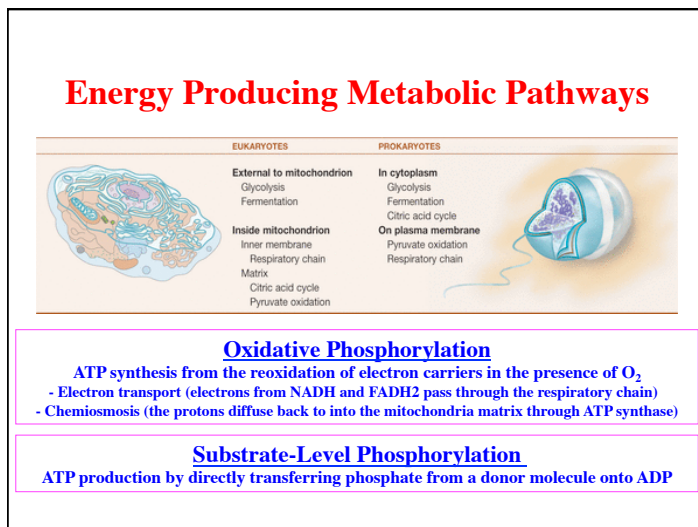 Energy Producing Metabolic Pathways
EUKARYOTES
External to mitochondrion
Glycolysis
Fermentation
Inside mitochondrion
Inner membrane
Respiratory chain
Matrix
Citric acid cycle
Pyruvate oxidation
PROKARYOTES
In cytoplasm
Glycolysis
Fermentation
Citric acid cycle
On plasma membrane
Pyruvate oxidation
Respiratory chain
Oxidative Phosphorylation
ATP synthesis from the reoxidation of electron carriers in the presence of O₂
- Electron transport (electrons from NADH and FADH2 pass through the respiratory chain)
- Chemiosmosis (the protons diffuse back to into the mitochondria matrix through ATP synthase)
Substrate-Level Phosphorylation
ATP production by directly transferring phosphate from a donor molecule onto ADP